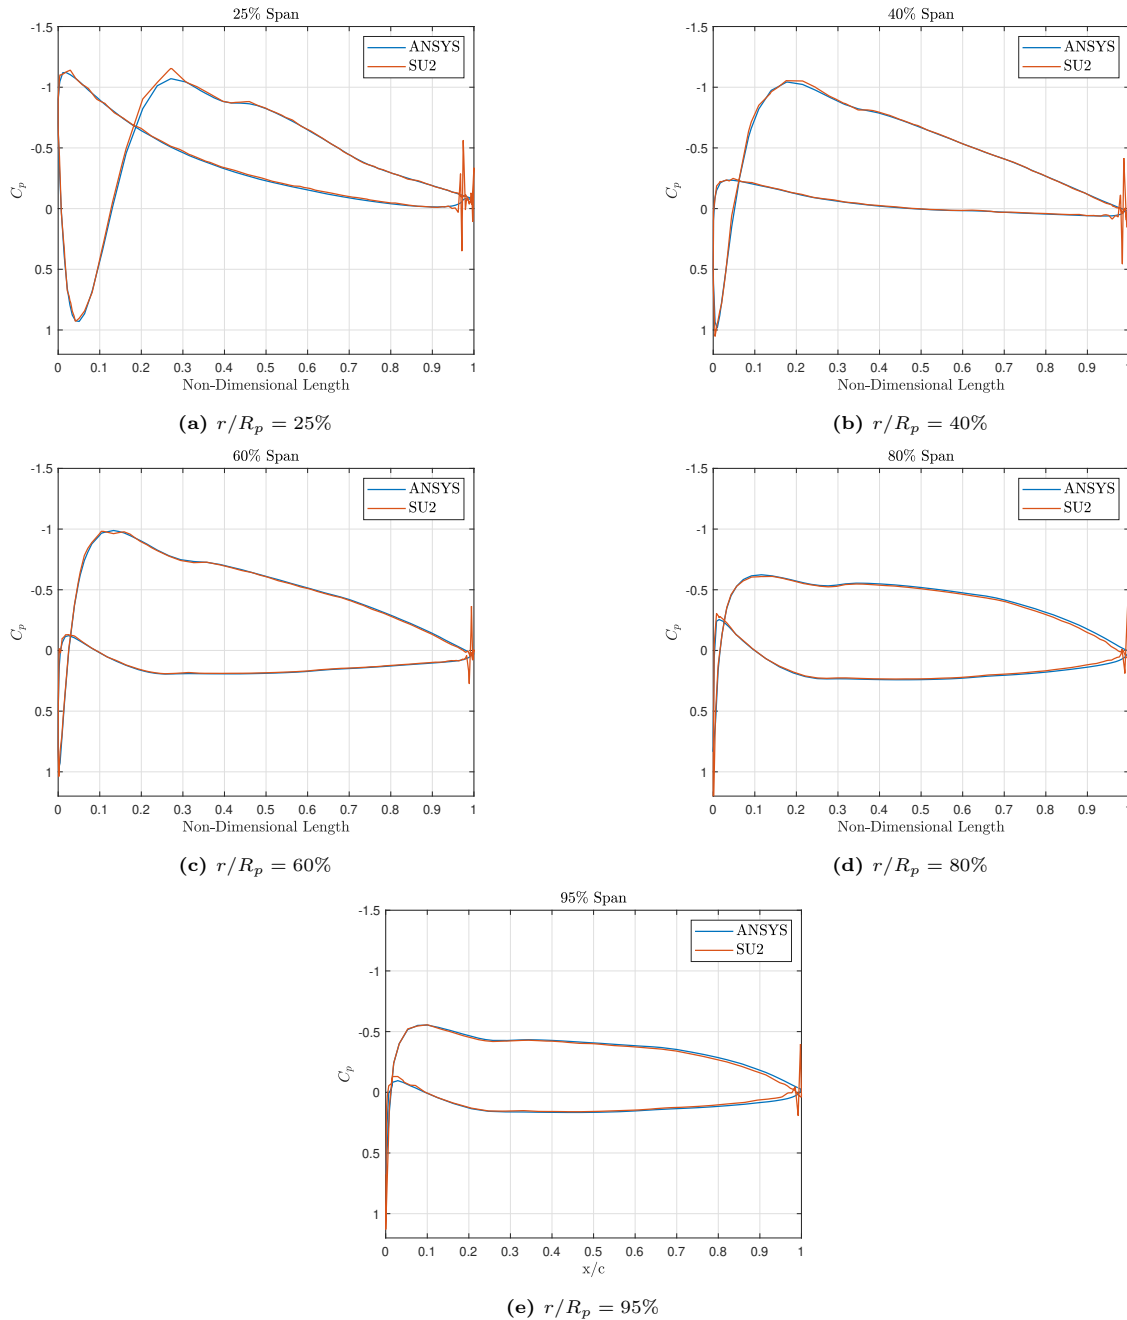 25% Span
-1.5
-1
-0.5
0
0.5
1
C_p
ANSYS
SU2
0 0.1 0.2 0.3 0.4 0.5 0.6 0.7 0.8 0.9 1
Non-Dimensional Length
(a) r/R_p = 25%
40% Span
-1.5
-1
-0.5
0
0.5
1
C_p
ANSYS
SU2
0 0.1 0.2 0.3 0.4 0.5 0.6 0.7 0.8 0.9 1
Non-Dimensional Length
(b) r/R_p = 40%
60% Span
-1.5
-1
-0.5
0
0.5
1
C_p
ANSYS
SU2
0 0.1 0.2 0.3 0.4 0.5 0.6 0.7 0.8 0.9 1
Non-Dimensional Length
(c) r/R_p = 60%
80% Span
-1.5
-1
-0.5
0
0.5
1
C_p
ANSYS
SU2
0 0.1 0.2 0.3 0.4 0.5 0.6 0.7 0.8 0.9 1
Non-Dimensional Length
(d) r/R_p = 80%
95% Span
-1.5
-1
-0.5
0
0.5
1
C_p
ANSYS
SU2
0 0.1 0.2 0.3 0.4 0.5 0.6 0.7 0.8 0.9 1
x/c
(e) r/R_p = 95%